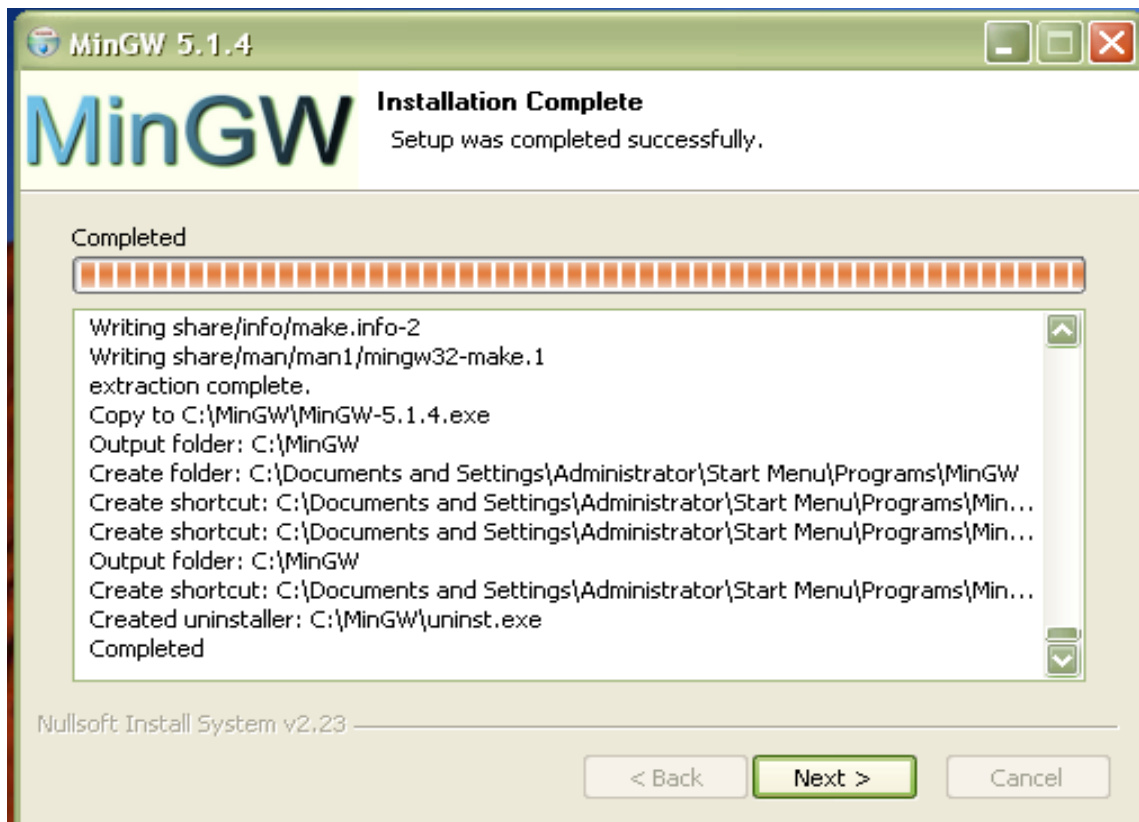 MinGW 5.1.4
MinGW
Installation Complete
Setup was completed successfully.
Completed
Writing share/info/make.info-2
Writing share/man/man1/mingw32-make.1
extraction complete.
Copy to C:\MinGW\MinGW-5.1.4.exe
Output folder: C:\MinGW
Create folder: C:\Documents and Settings\Administrator\Start Menu\Programs\MinGW
Create shortcut: C:\Documents and Settings\Administrator\Start Menu\Programs\Min...
Create shortcut: C:\Documents and Settings\Administrator\Start Menu\Programs\Min...
Output folder: C:\MinGW
Create shortcut: C:\Documents and Settings\Administrator\Start Menu\Programs\Min...
Created uninstaller: C:\MinGW\uninst.exe
Completed
Nullsoft Install System v2.23
< Back Next > Cancel